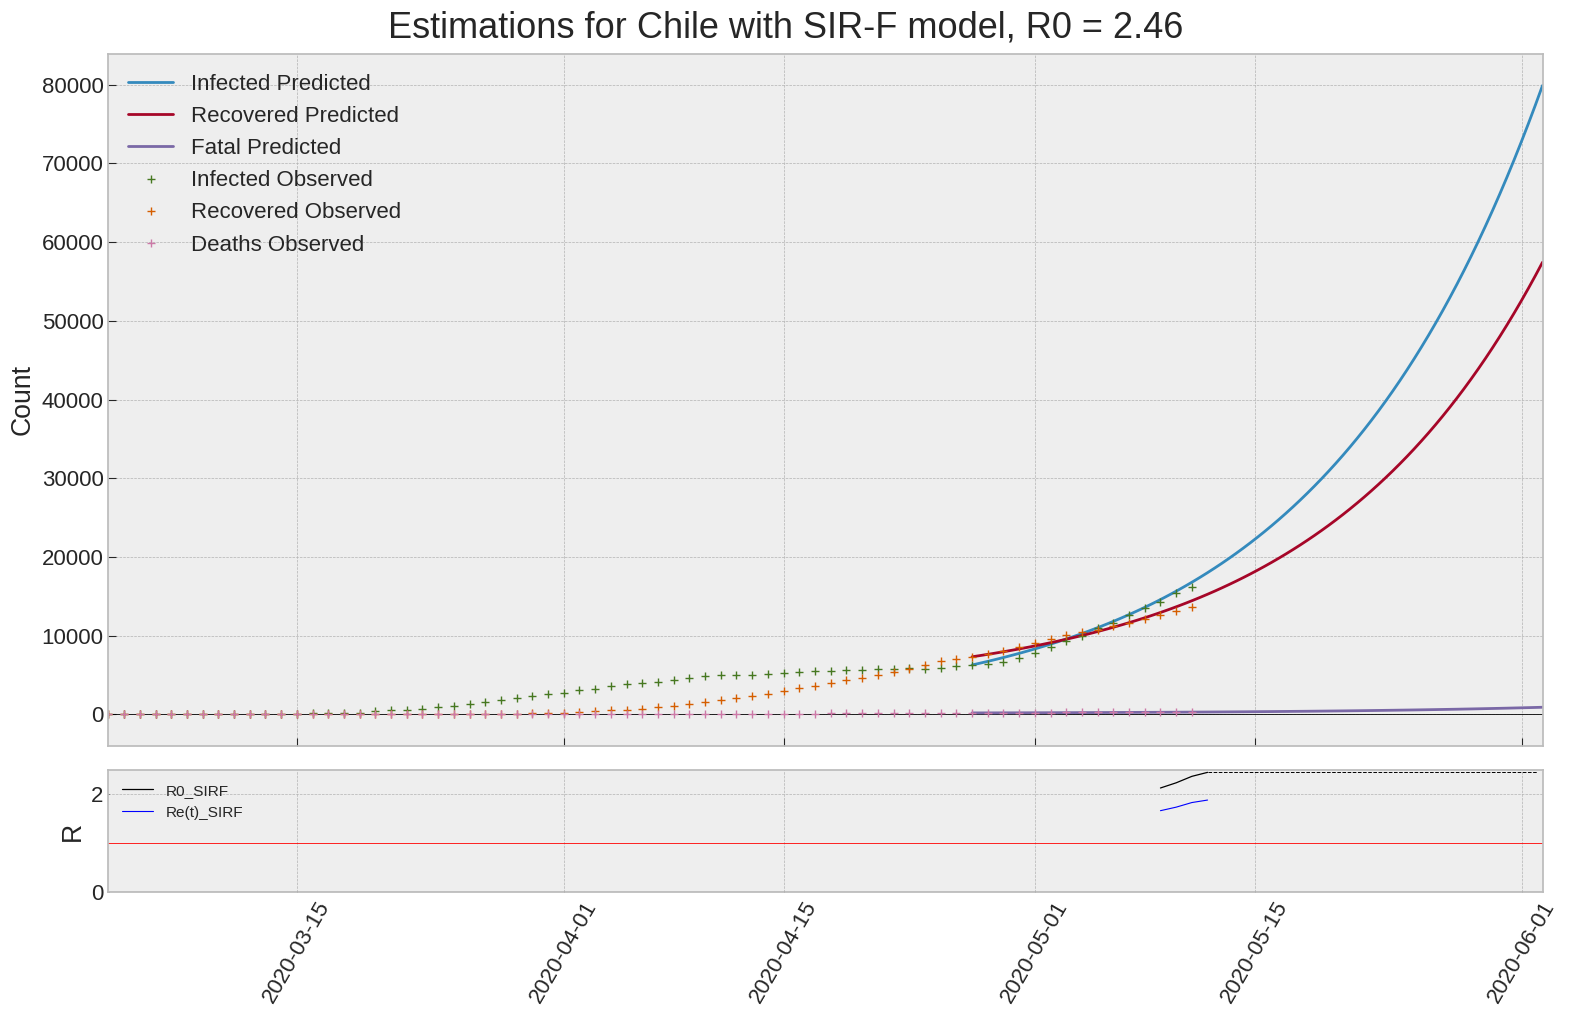 Estimations for Chile with SIR-F model, R0 = 2.46
Infected Predicted
Recovered Predicted
Fatal Predicted
Infected Observed
Recovered Observed
Deaths Observed
80000
70000
60000
50000
40000
30000
20000
10000
0
Count
R0_SIRF
Re(t)_SIRF
2
0
R
2020-03-15
2020-04-01
2020-04-15
2020-05-01
2020-05-15
2020-06-01